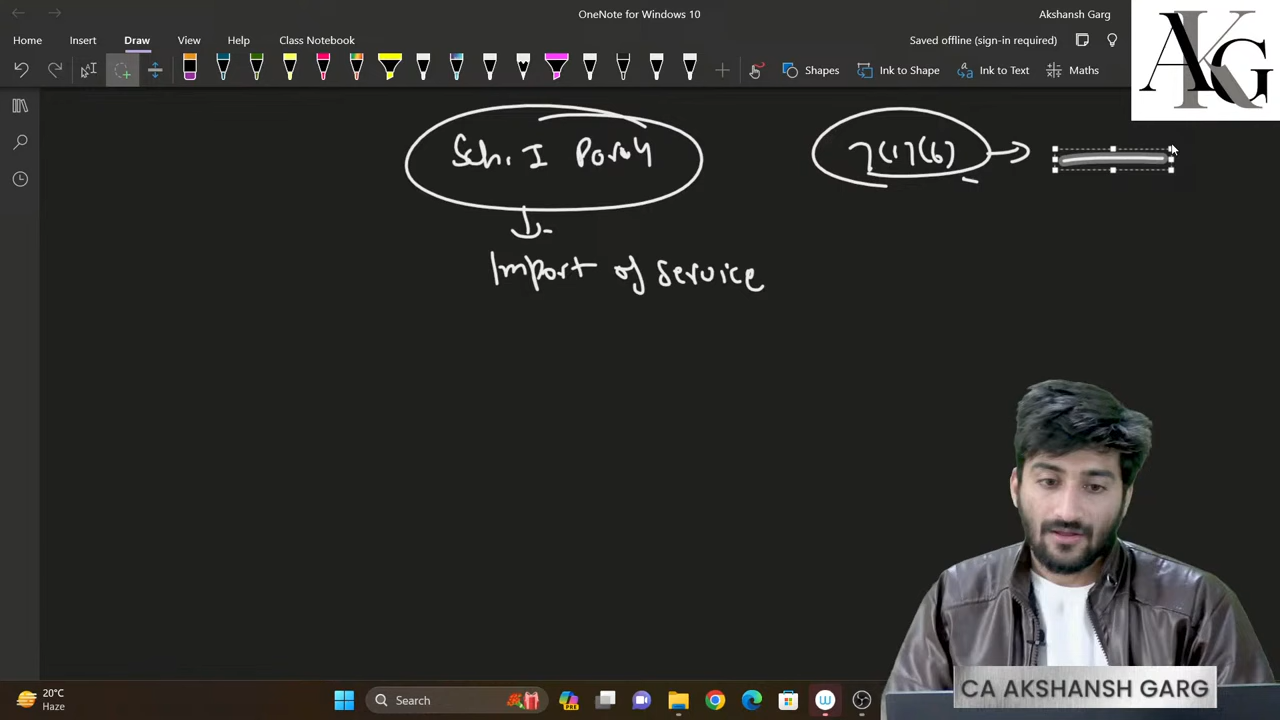 OneNote for Windows 10
Akshansh Garg
Home Insert Draw View Help Class Notebook
Saved offline (sign-in required)
Shapes Ink to Shape Ink to Text Maths
AKG
Sch. I Para 4
7(1)(b)
Import of service
CA AKSHANSH GARG
20°C
Haze
Search
PRE